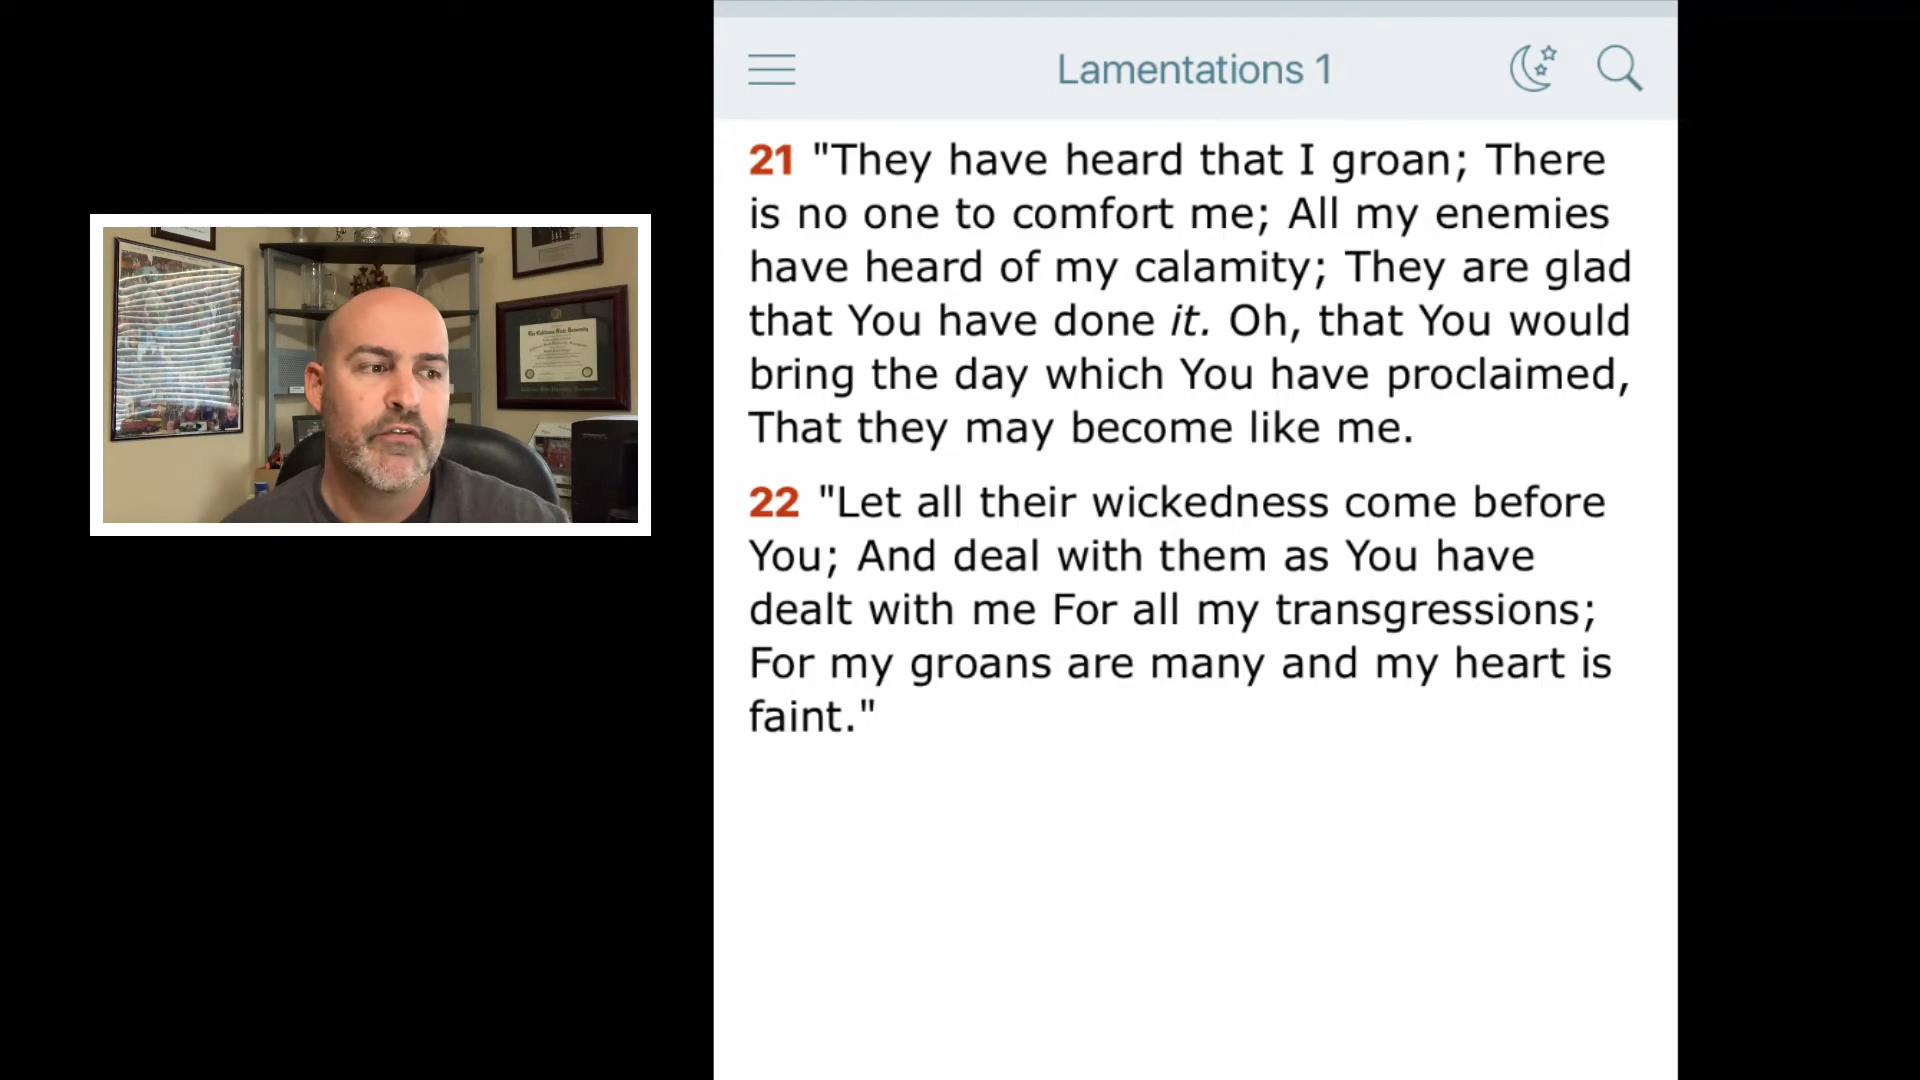 Lamentations 1
21 "They have heard that I groan; There
is no one to comfort me; All my enemies
have heard of my calamity; They are glad
that You have done it. Oh, that You would
bring the day which You have proclaimed,
That they may become like me.
22 "Let all their wickedness come before
You; And deal with them as You have
dealt with me For all my transgressions;
For my groans are many and my heart is
faint."
The California State University